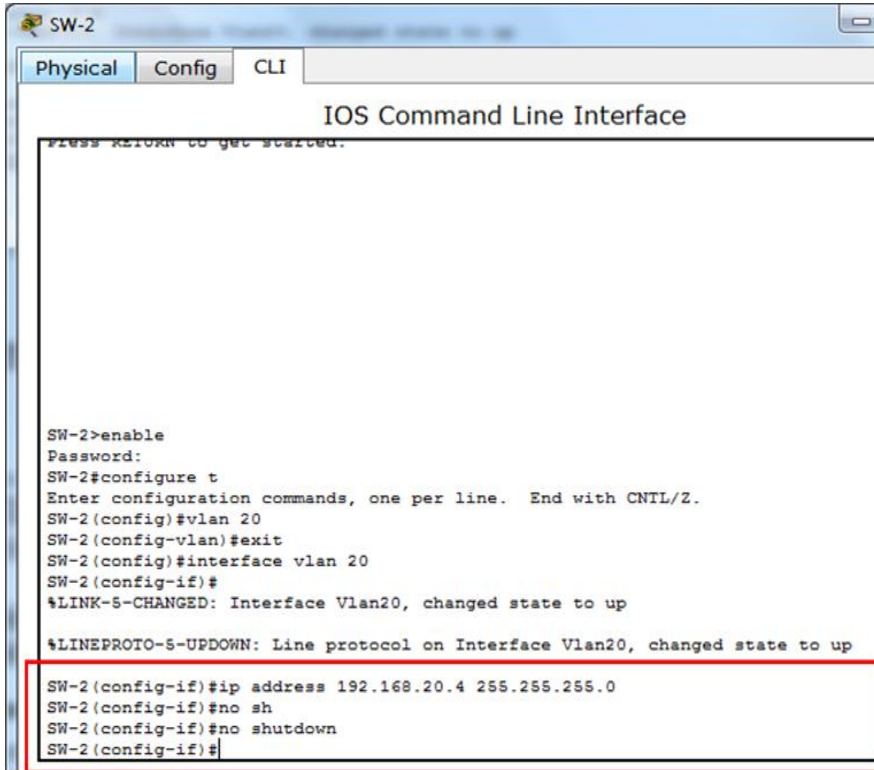 SW-2
Physical Config CLI
IOS Command Line Interface
Press RETURN to get started.
SW-2>enable
Password:
SW-2#configure t
Enter configuration commands, one per line.  End with CNTL/Z.
SW-2(config)#vlan 20
SW-2(config-vlan)#exit
SW-2(config)#interface vlan 20
SW-2(config-if)#
%LINK-5-CHANGED: Interface Vlan20, changed state to up
%LINEPROTO-5-UPDOWN: Line protocol on Interface Vlan20, changed state to up
SW-2(config-if)#ip address 192.168.20.4 255.255.255.0
SW-2(config-if)#no sh
SW-2(config-if)#no shutdown
SW-2(config-if)#